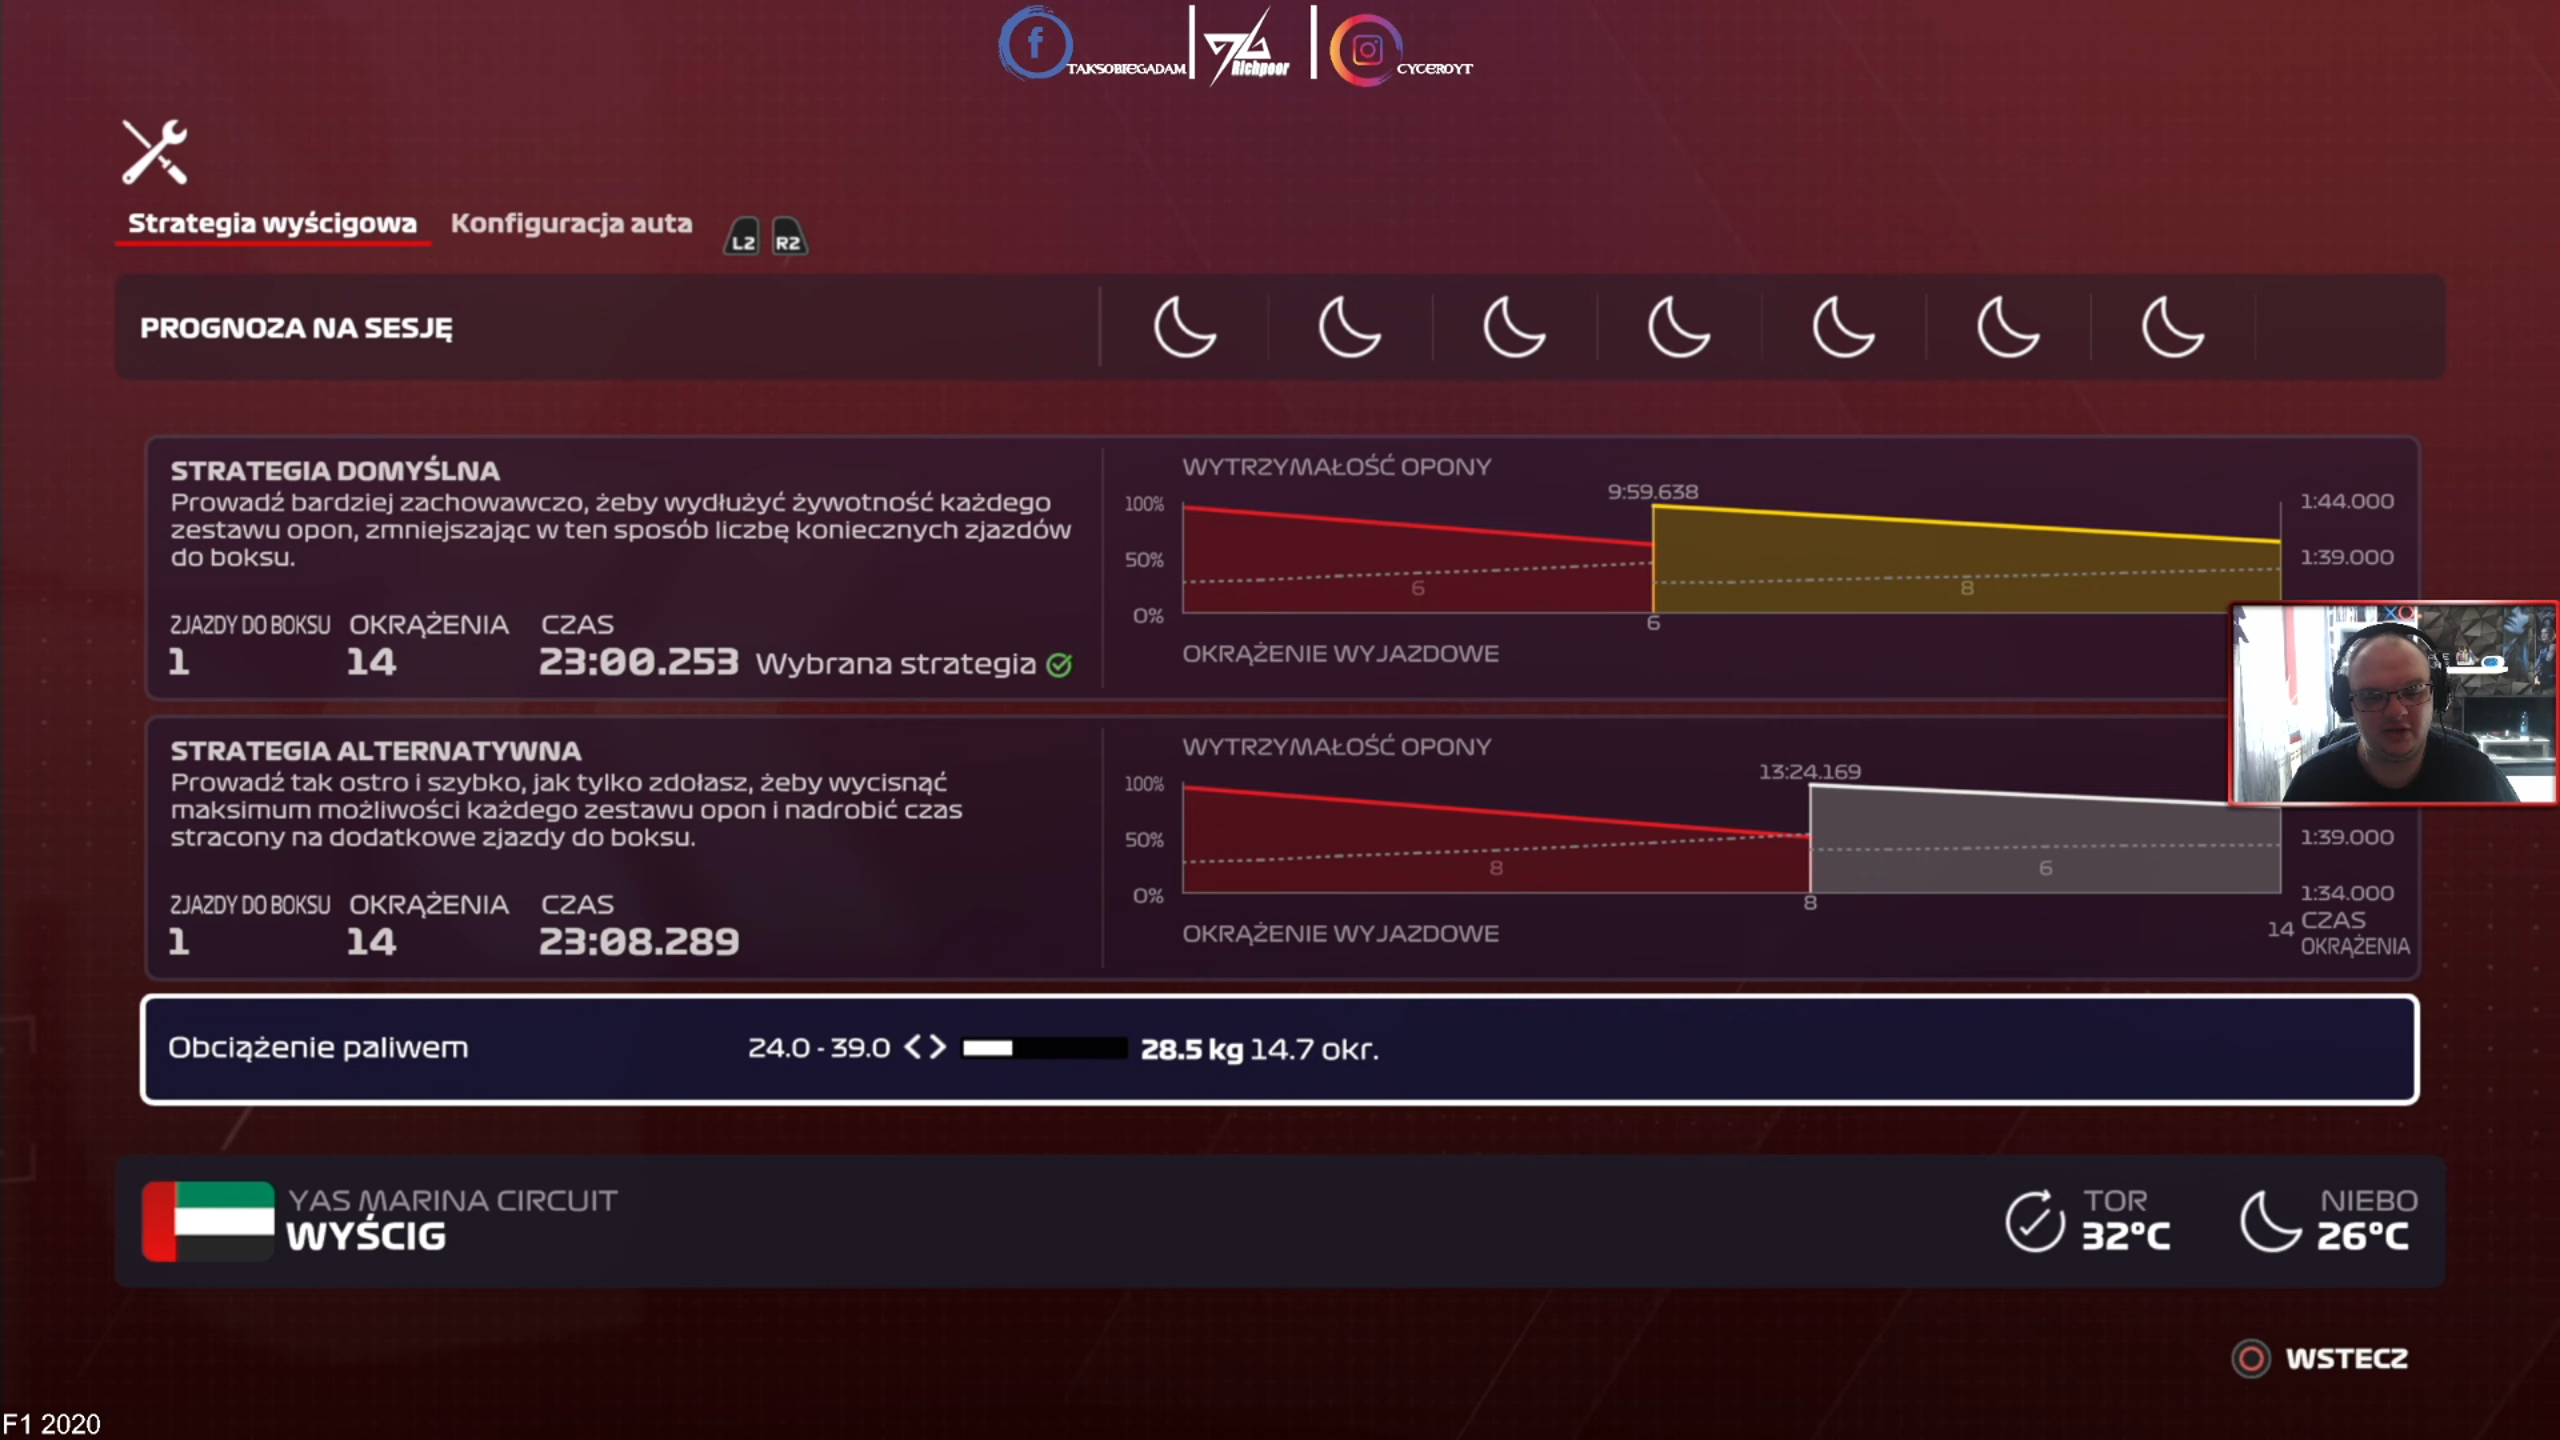 f
TAKSOBIEGADAM
Richpoor
CYCEROYT
Strategia wyścigowa
Konfiguracja auta
L2
R2
PROGNOZA NA SESJĘ
STRATEGIA DOMYŚLNA
Prowadź bardziej zachowawczo, żeby wydłużyć żywotność każdego
zestawu opon, zmniejszając w ten sposób liczbę koniecznych zjazdów
do boksu.
ZJAZDY DO BOKSU OKRĄŻENIA CZAS
1 14 23:00.253 Wybrana strategia
WYTRZYMAŁOŚĆ OPONY
9:59.638
100%
1:44.000
50%
1:39.000
6
8
0%
6
OKRĄŻENIE WYJAZDOWE
STRATEGIA ALTERNATYWNA
Prowadź tak ostro i szybko, jak tylko zdołasz, żeby wycisnąć
maksimum możliwości każdego zestawu opon i nadrobić czas
stracony na dodatkowe zjazdy do boksu.
ZJAZDY DO BOKSU OKRĄŻENIA CZAS
1 14 23:08.289
WYTRZYMAŁOŚĆ OPONY
13:24.169
100%
50%
1:39.000
8
6
0%
1:34.000
8
14 CZAS
OKRĄŻENIA
OKRĄŻENIE WYJAZDOWE
Obciążenie paliwem 24.0 - 39.0 <> 28.5 kg 14.7 okr.
YAS MARINA CIRCUIT
WYŚCIG
TOR
32°C
NIEBO
26°C
WSTECZ
F1 2020